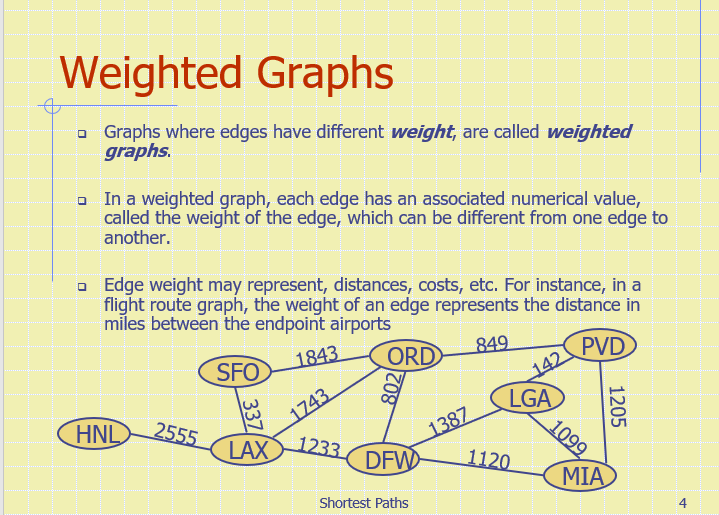 Weighted Graphs
❑ Graphs where edges have different weight, are called weighted
graphs.
❑ In a weighted graph, each edge has an associated numerical value,
called the weight of the edge, which can be different from one edge to
another.
❑ Edge weight may represent, distances, costs, etc. For instance, in a
flight route graph, the weight of an edge represents the distance in
miles between the endpoint airports
SFO
1843
ORD
849
PVD
337
1743
802
142
LGA
1205
HNL
2555
LAX
1233
DFW
1387
1099
1120
MIA
Shortest Paths
4